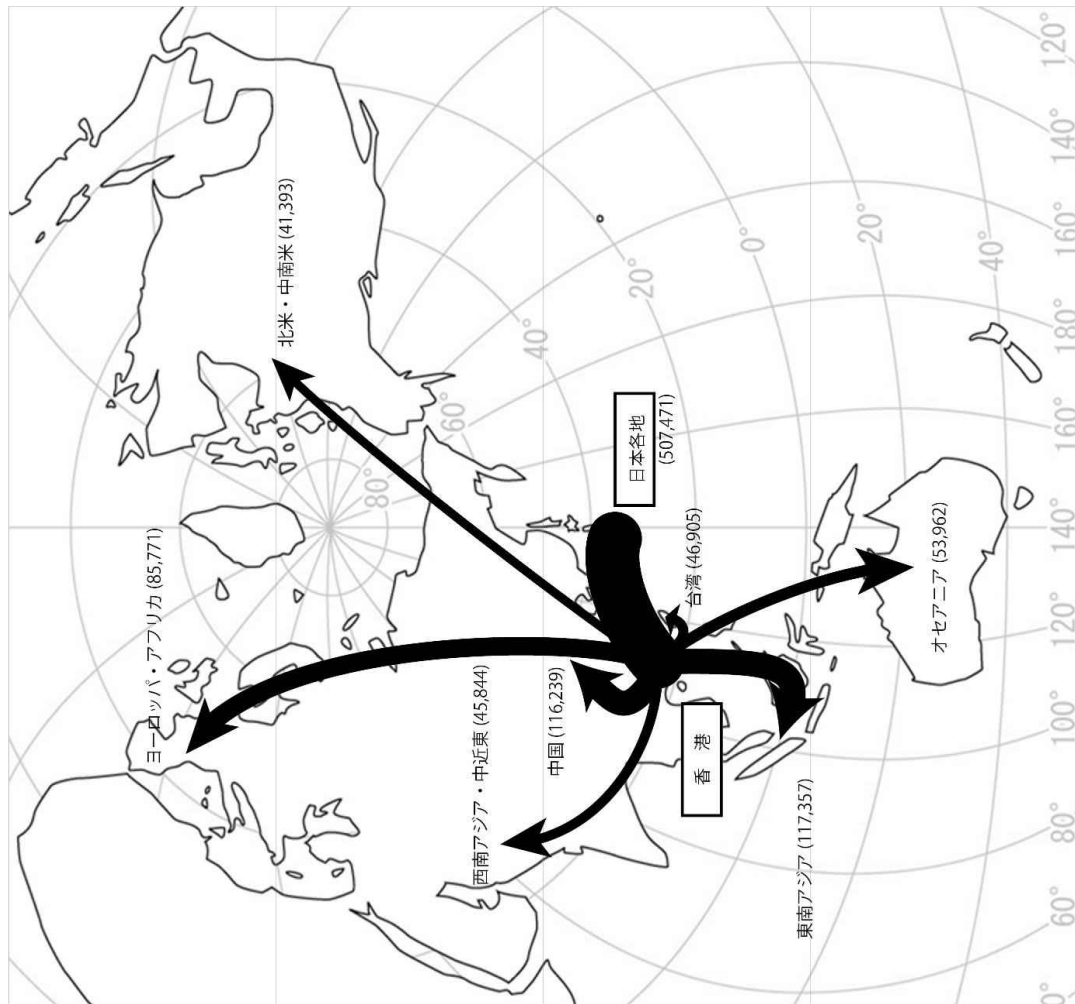 北米・中南米 (41,393)
ヨーロッパ・アフリカ (85,771)
西南アジア・中近東 (45,844)
中国 (116,239)
日本各地
(507,471)
台湾 (46,905)
香 港
東南アジア (117,357)
オセアニア (53,962)
80°
60°
40°
20°
0°
20°
40°
120°
140°
160°
180°
160°
140°
120°
100°
80°
60°